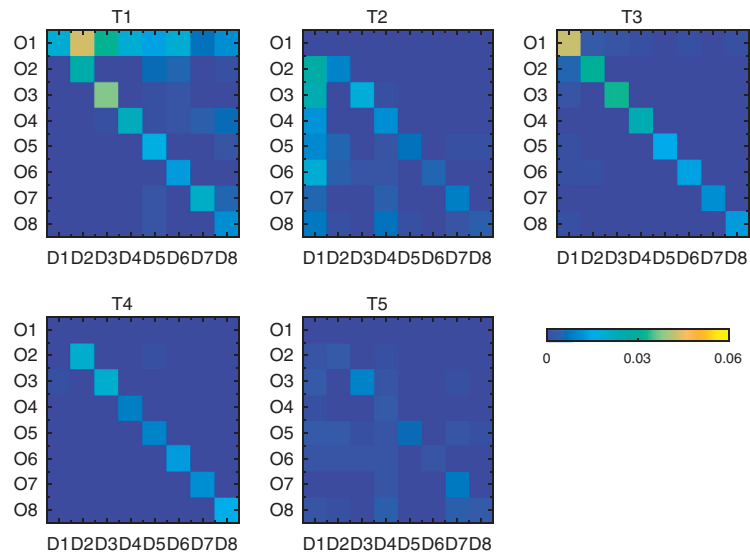 T1 T2 T3
O1 O1 O1
O2 O2 O2
O3 O3 O3
O4 O4 O4
O5 O5 O5
O6 O6 O6
O7 O7 O7
O8 O8 O8
D1D2D3D4D5D6D7D8 D1D2D3D4D5D6D7D8 D1D2D3D4D5D6D7D8
T4 T5
O1 O1
O2 O2
O3 O3
O4 O4
O5 O5
O6 O6
O7 O7
O8 O8
D1D2D3D4D5D6D7D8 D1D2D3D4D5D6D7D8
0 0.03 0.06